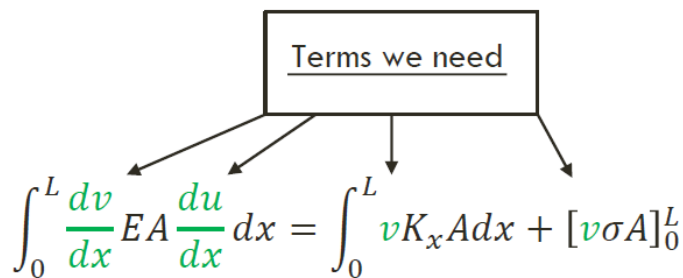 Terms we need
∫₀ᴸ dv/dx EA du/dx dx = ∫₀ᴸ vKₓAdx + [vσA]₀ᴸ